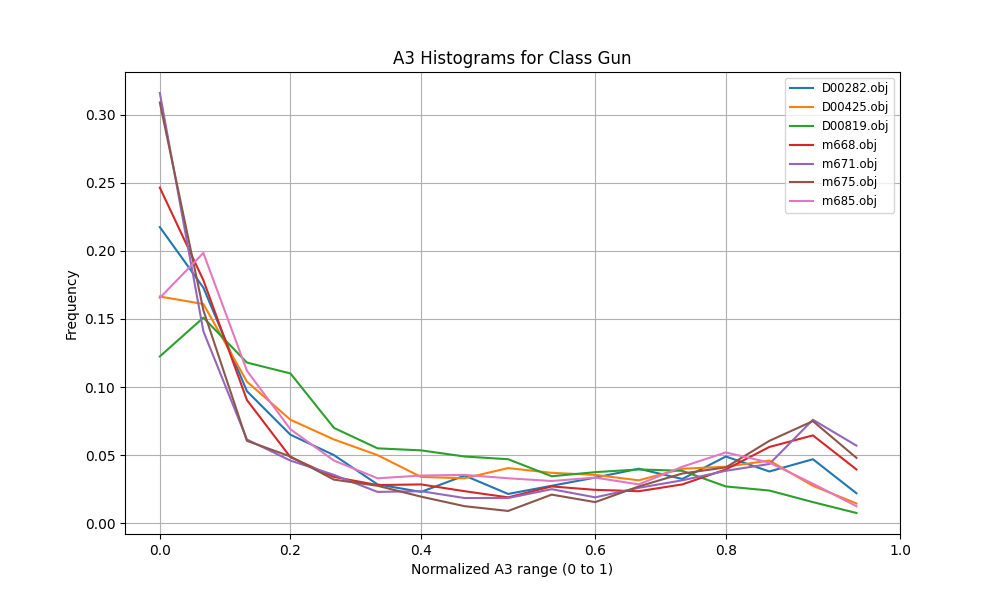 A3 Histograms for Class Gun
D00282.obj
D00425.obj
D00819.obj
m668.obj
m671.obj
m675.obj
m685.obj
Frequency
0.30
0.25
0.20
0.15
0.10
0.05
0.00
0.0 0.2 0.4 0.6 0.8 1.0
Normalized A3 range (0 to 1)